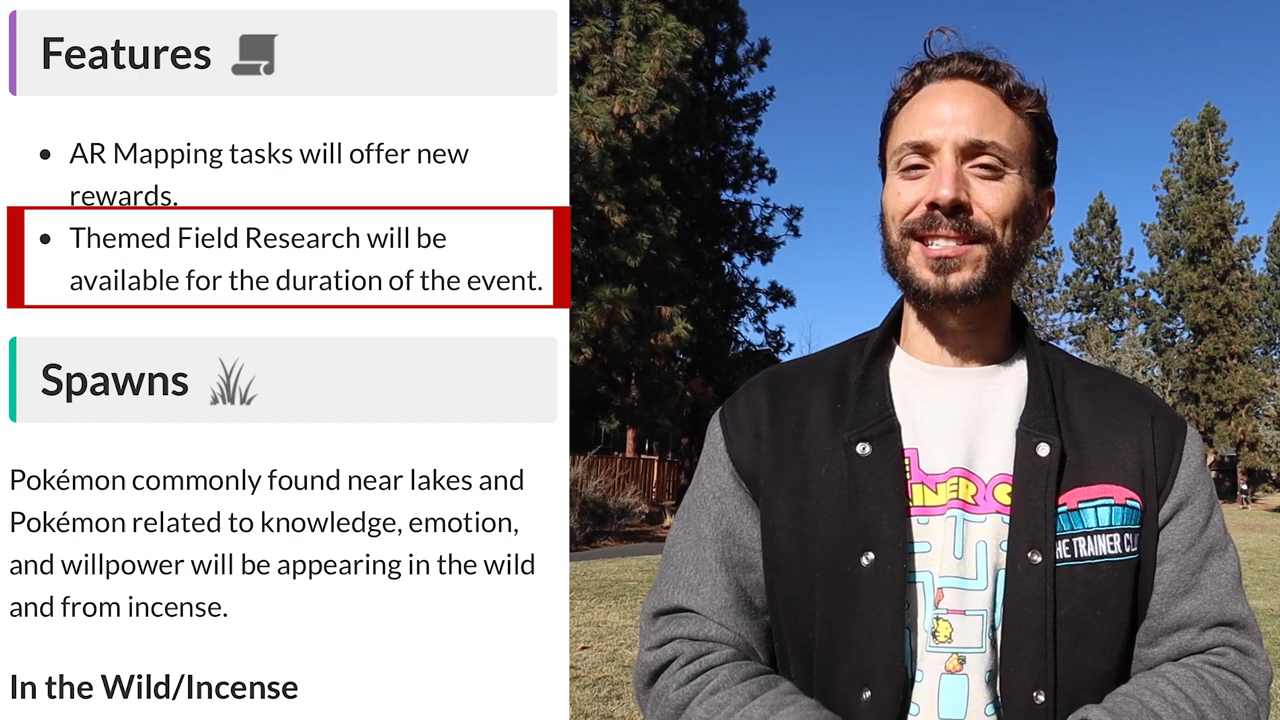 Features
AR Mapping tasks will offer new
rewards.
Themed Field Research will be
available for the duration of the event.
Spawns
Pokémon commonly found near lakes and
Pokémon related to knowledge, emotion,
and willpower will be appearing in the wild
and from incense.
In the Wild/Incense
THE TRAINER CL